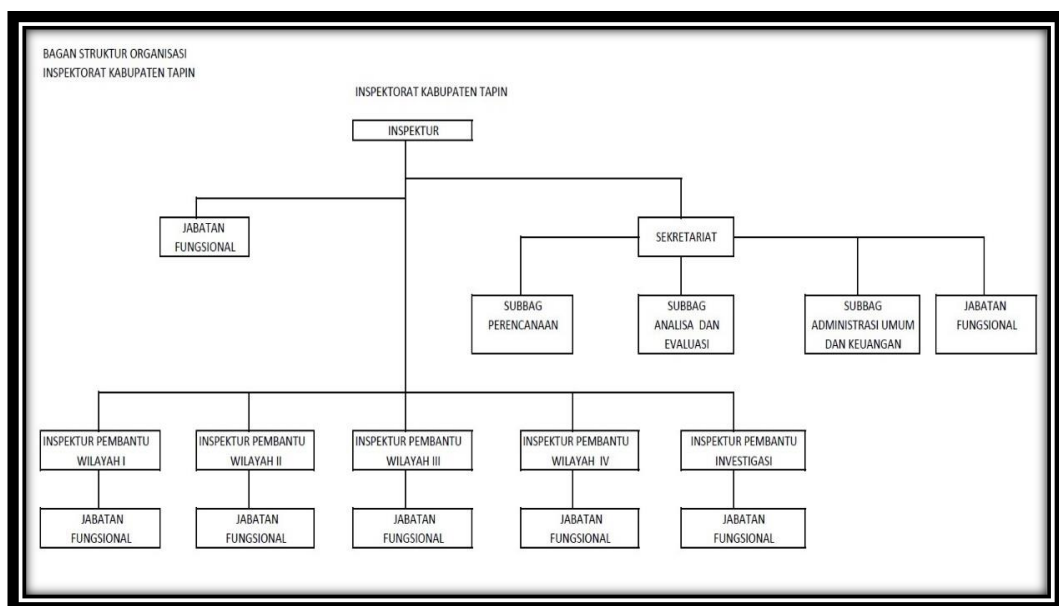 BAGAN STRUKTUR ORGANISASI
INSPEKTORAT KABUPATEN TAPIN
INSPEKTORAT KABUPATEN TAPIN
INSPEKTUR
JABATAN
FUNGSIONAL
SEKRETARIAT
SUBBAG
PERENCANAAN
SUBBAG
ANALISA DAN
EVALUASI
SUBBAG
ADMINISTRASI UMUM
DAN KEUANGAN
JABATAN
FUNGSIONAL
INSPEKTUR PEMBANTU
WILAYAH I
INSPEKTUR PEMBANTU
WILAYAH II
INSPEKTUR PEMBANTU
WILAYAH III
INSPEKTUR PEMBANTU
WILAYAH IV
INSPEKTUR PEMBANTU
INVESTIGASI
JABATAN
FUNGSIONAL
JABATAN
FUNGSIONAL
JABATAN
FUNGSIONAL
JABATAN
FUNGSIONAL
JABATAN
FUNGSIONAL